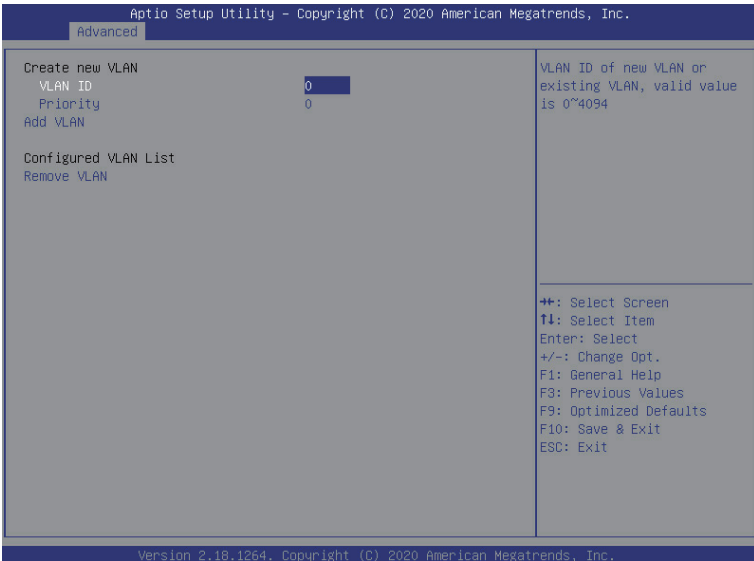 Aptio Setup Utility – Copyright (C) 2020 American Megatrends, Inc.
Advanced
Create new VLAN
VLAN ID 0
Priority 0
Add VLAN
Configured VLAN List
Remove VLAN
VLAN ID of new VLAN or
existing VLAN, valid value
is 0~4094
→←: Select Screen
↑↓: Select Item
Enter: Select
+/-: Change Opt.
F1: General Help
F3: Previous Values
F9: Optimized Defaults
F10: Save & Exit
ESC: Exit
Version 2.18.1264. Copyright (C) 2020 American Megatrends, Inc.